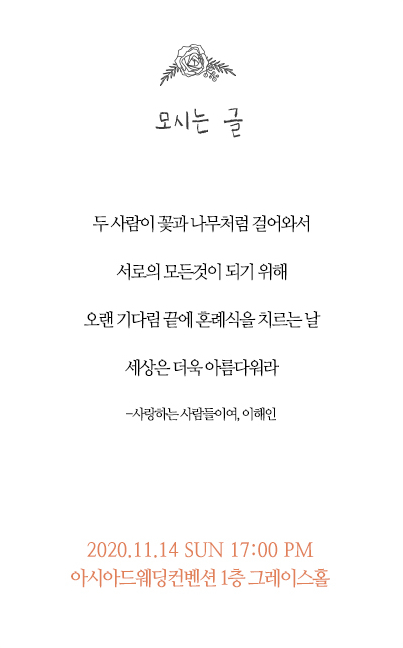 모시는 글
두 사람이 꽃과 나무처럼 걸어와서
서로의 모든것이 되기 위해
오랜 기다림 끝에 혼례식을 치르는 날
세상은 더욱 아름다워라
-사랑하는 사람들이여, 이해인
2020.11.14 SUN 17:00 PM
아시아드웨딩컨벤션 1층 그레이스홀